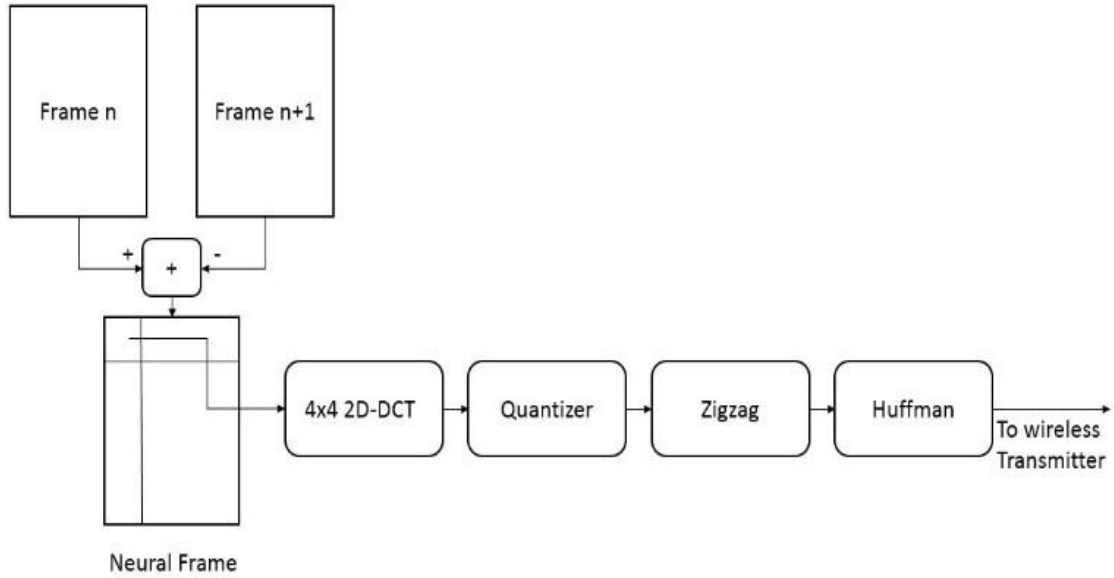 Frame n
Frame n+1
+
-
+
4x4 2D-DCT
Quantizer
Zigzag
Huffman
To wireless
Transmitter
Neural Frame